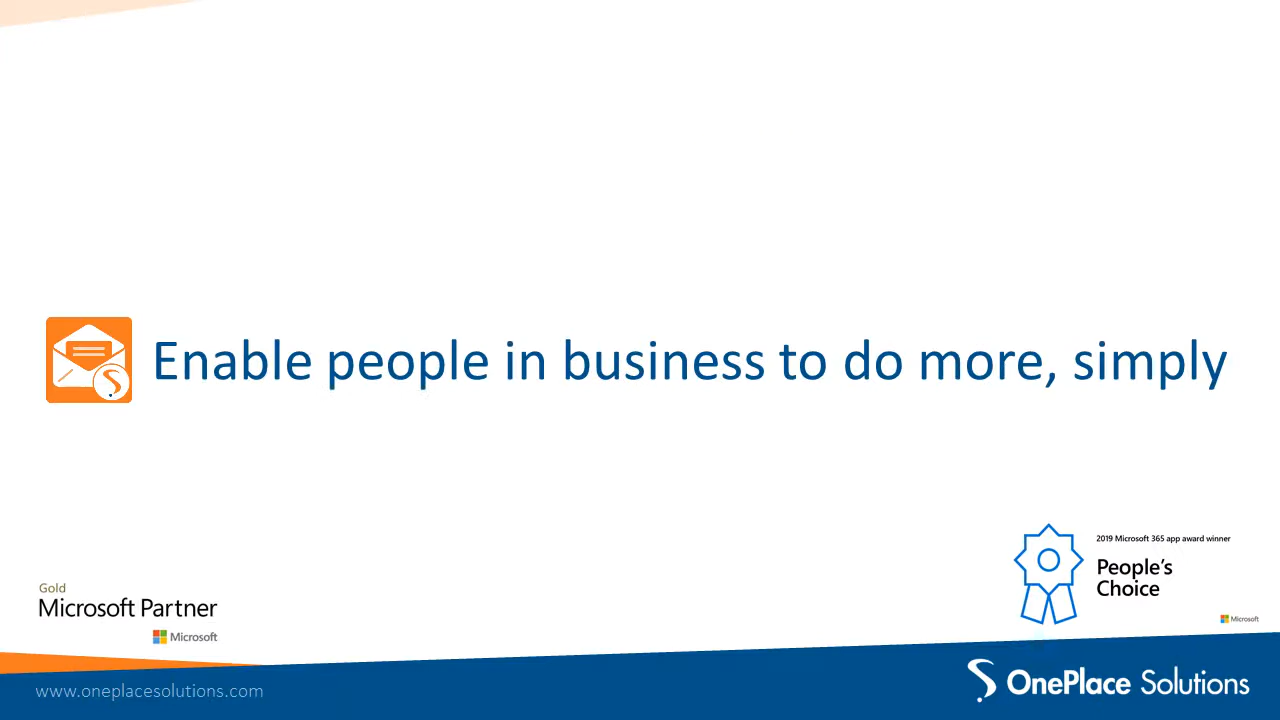 Enable people in business to do more, simply
2019 Microsoft 365 app award winner
People's
Choice
Microsoft
Gold
Microsoft Partner
Microsoft
www.oneplacesolutions.com
OnePlace Solutions